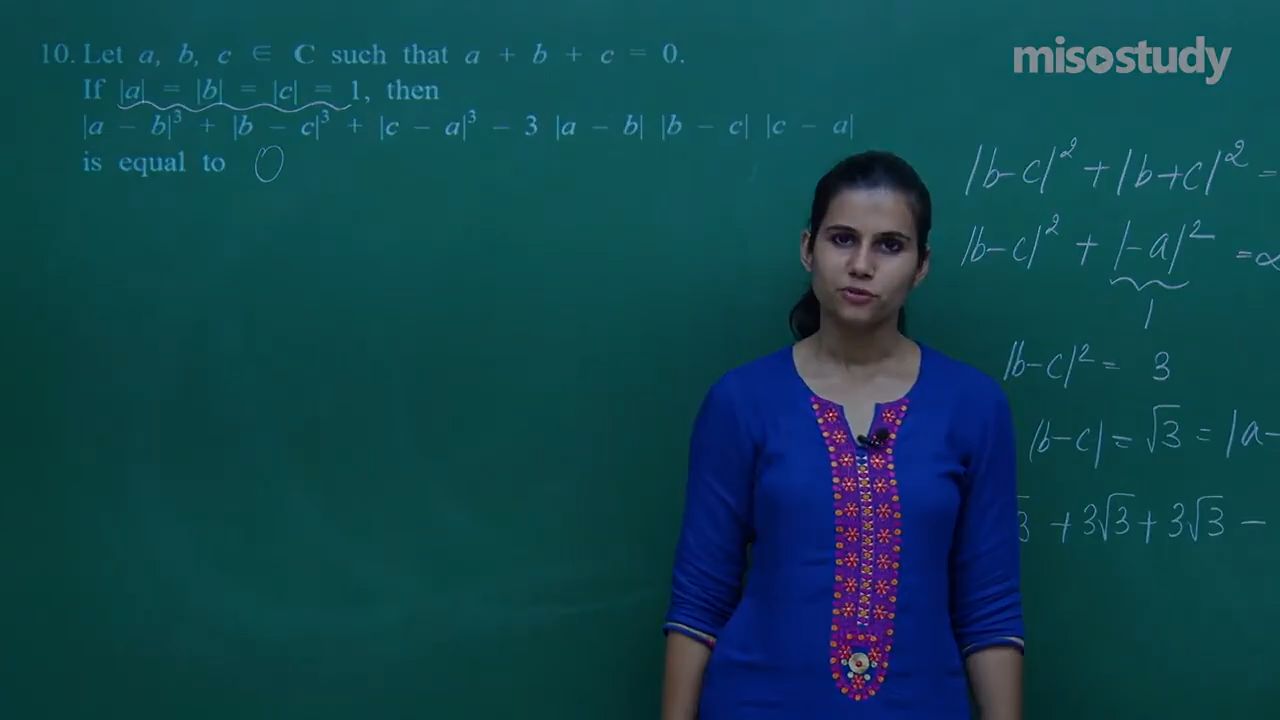 10. Let a, b, c ∈ C such that a + b + c = 0.
If |a| = |b| = |c| = 1, then
|a − b|³ + |b − c|³ + |c − a|³ − 3 |a − b| |b − c| |c − a|
is equal to 0
misostudy
|b-c|² + |b+c|² =
|b-c|² + |-a|² =
1
|b-c|² = 3
|b-c| = √3 = |a-
+ 3√3 + 3√3 −